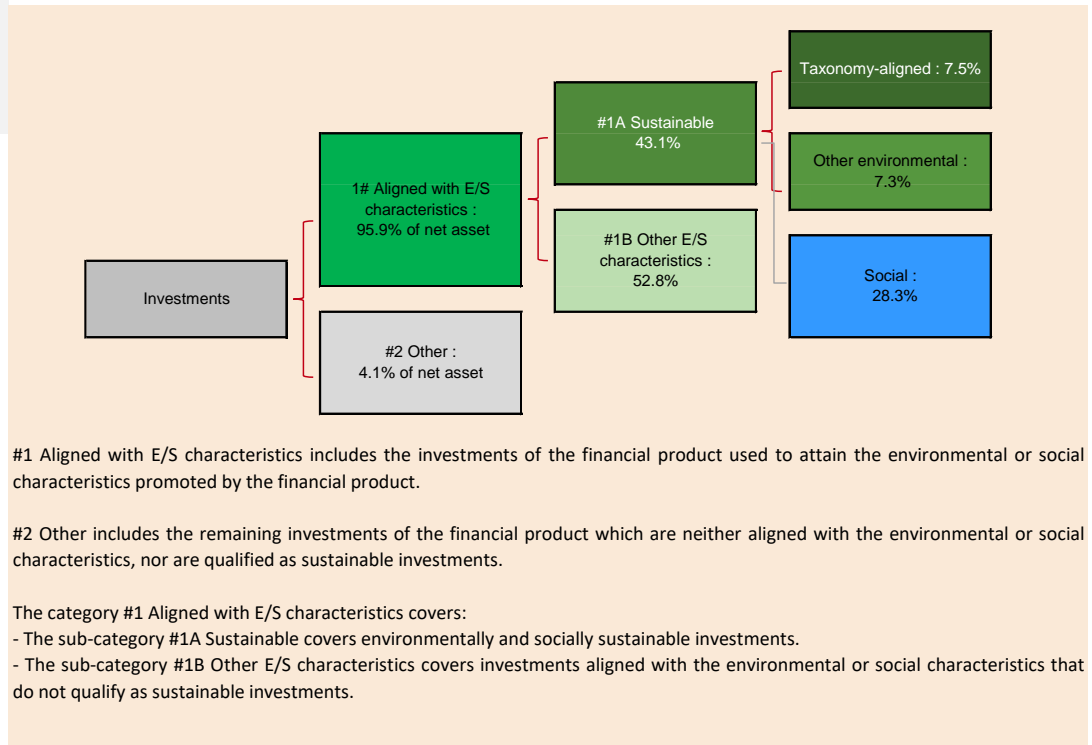 Investments
1# Aligned with E/S
characteristics :
95.9% of net asset
#2 Other :
4.1% of net asset
#1A Sustainable
43.1%
#1B Other E/S
characteristics :
52.8%
Taxonomy-aligned : 7.5%
Other environmental :
7.3%
Social :
28.3%
#1 Aligned with E/S characteristics includes the investments of the financial product used to attain the environmental or social
characteristics promoted by the financial product.
#2 Other includes the remaining investments of the financial product which are neither aligned with the environmental or social
characteristics, nor are qualified as sustainable investments.
The category #1 Aligned with E/S characteristics covers:
- The sub-category #1A Sustainable covers environmentally and socially sustainable investments.
- The sub-category #1B Other E/S characteristics covers investments aligned with the environmental or social characteristics that
do not qualify as sustainable investments.